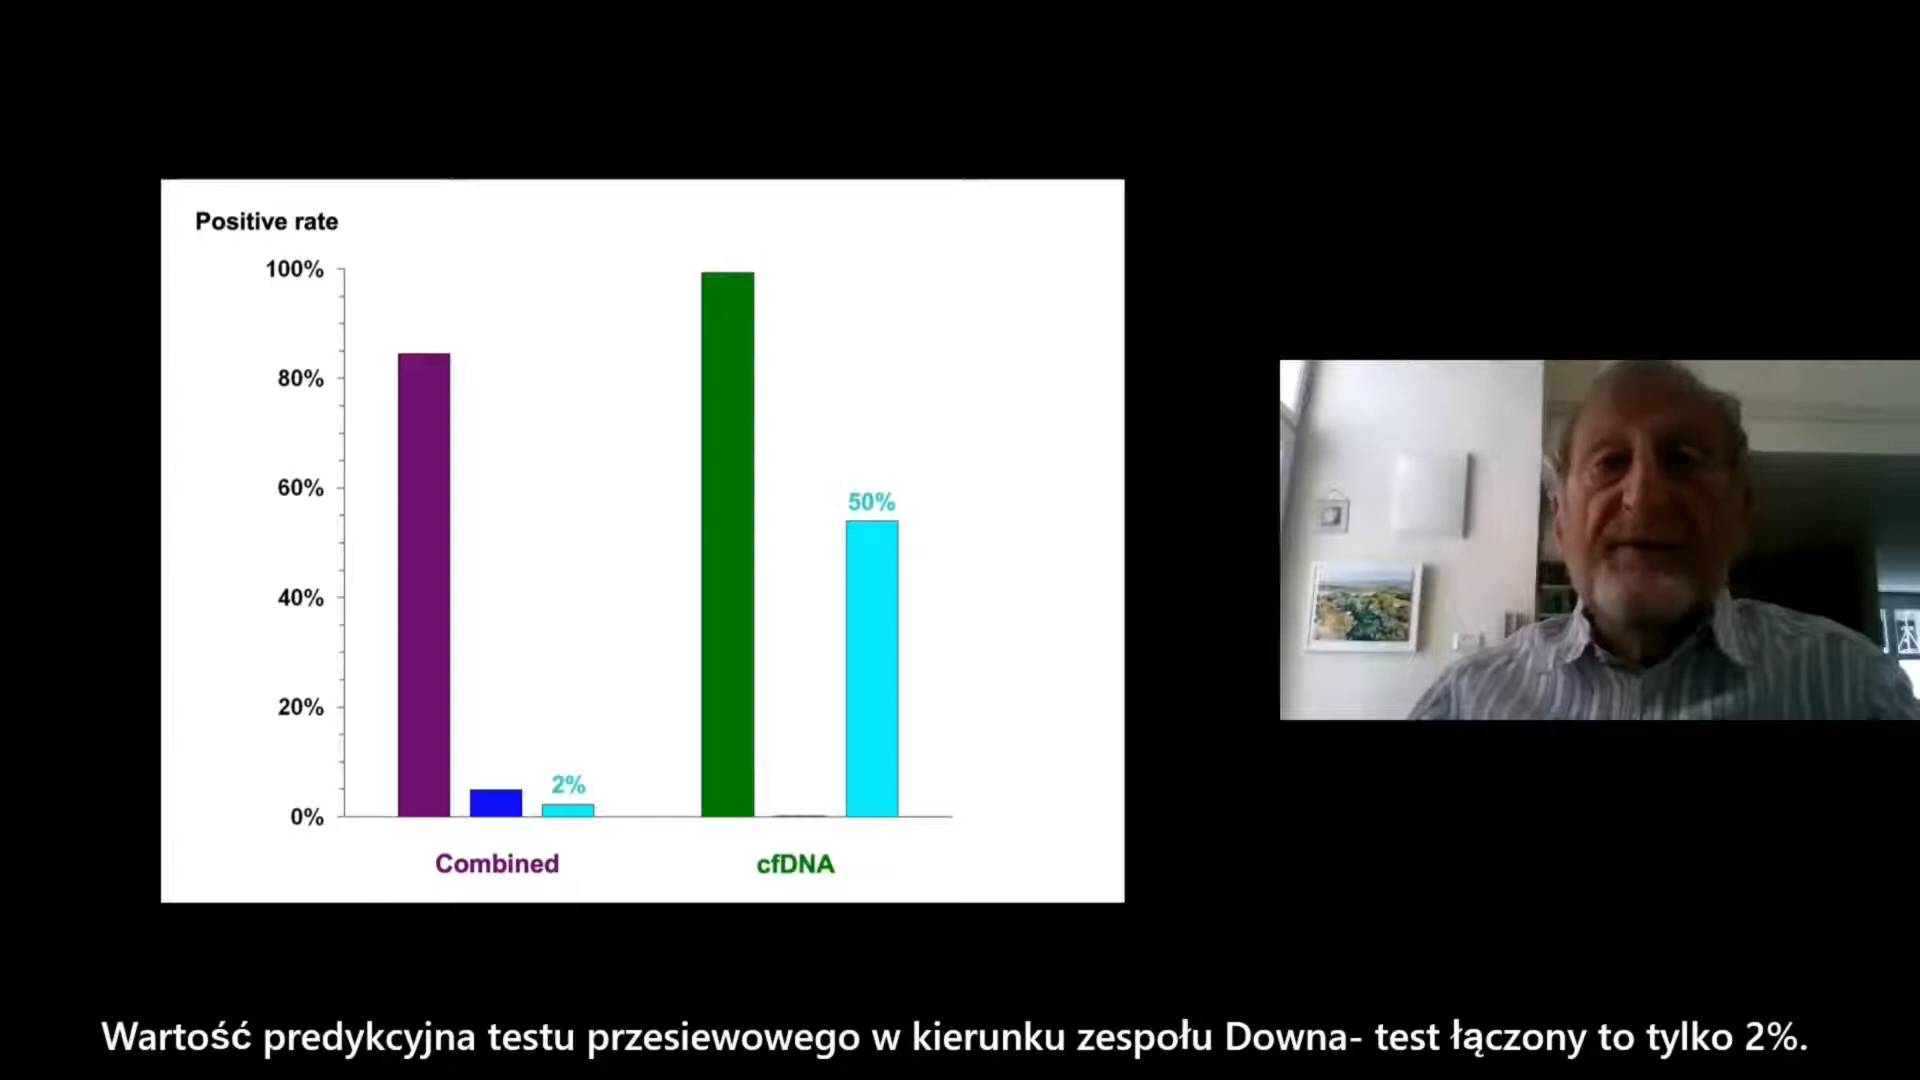 Positive rate
100%
80%
60%
50%
40%
20%
2%
0%
Combined
cfDNA
Wartość predykcyjna testu przesiewowego w kierunku zespołu Downa- test łączony to tylko 2%.